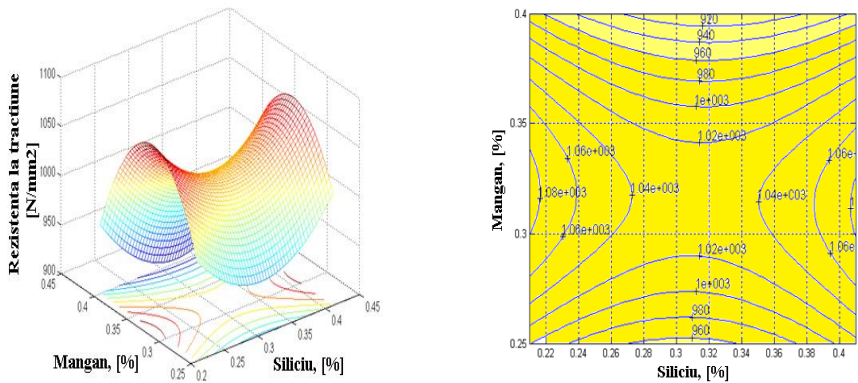 Rezistenta la tractiune
[N/mm2]
1100
1050
1000
950
900
0.45
0.4
0.35
0.3
0.25
Mangan, [%]
0.2
0.25
0.3
0.35
0.4
0.45
Siliciu, [%]
Mangan, [%]
0.4
0.35
0.3
0.25
920
940
960
980
1e+003
1.02e+003
1.06e+003
1.06e
1.08e+003
1.04e+003
1.04e+003
1.1
1.06e+003
1.06e
1.02e+003
1e+003
980
960
0.22 0.24 0.26 0.28 0.3 0.32 0.34 0.36 0.38 0.4
Siliciu, [%]